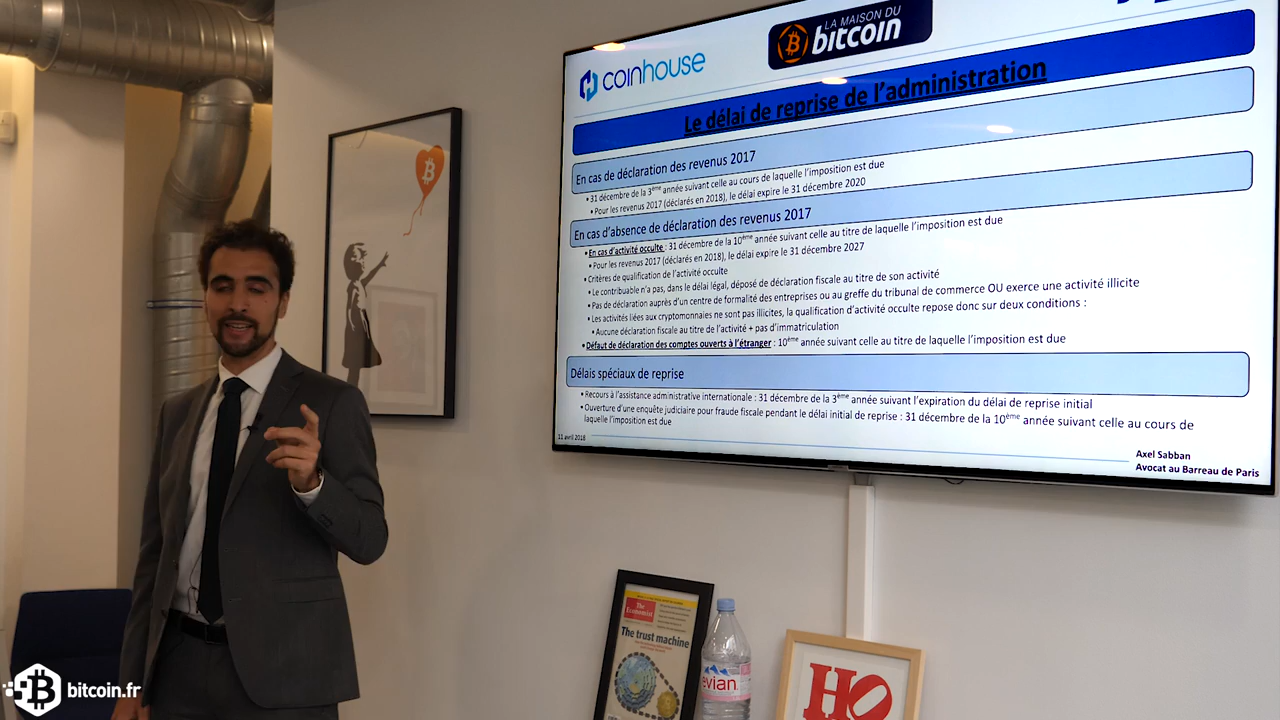 coinhouse
LA MAISON DU
bitcoin
Le délai de reprise de l'administration
En cas de déclaration des revenus 2017
• 31 décembre de la 3ème année suivant celle au cours de laquelle l'imposition est due
• Pour les revenus 2017 (déclarés en 2018), le délai expire le 31 décembre 2020
En cas d'absence de déclaration des revenus 2017
• En cas d'activité occulte : 31 décembre de la 10ème année suivant celle au titre de laquelle l'imposition est due
• Pour les revenus 2017 (déclarés en 2018), le délai expire le 31 décembre 2027
• Critères de qualification de l'activité occulte
• Le contribuable n'a pas, dans le délai légal, déposé de déclaration fiscale au titre de son activité
• Pas de déclaration auprès d'un centre de formalité des entreprises ou au greffe du tribunal de commerce OU exerce une activité illicite
• Les activités liées aux cryptomonnaies ne sont pas illicites, la qualification d'activité occulte repose donc sur deux conditions :
• Aucune déclaration fiscale au titre de l'activité + pas d'immatriculation
• Défaut de déclaration des comptes ouverts à l'étranger : 10ème année suivant celle au titre de laquelle l'imposition est due
Délais spéciaux de reprise
• Recours à l'assistance administrative internationale : 31 décembre de la 3ème année suivant l'expiration du délai de reprise initial
• Ouverture d'une enquête judiciaire pour fraude fiscale pendant le délai initial de reprise : 31 décembre de la 10ème année suivant celle au cours de
laquelle l'imposition est due
11 avril 2018
Axel Sabban
Avocat au Barreau de Paris
The
Economist
The trust machine
evian
HO
bitcoin.fr